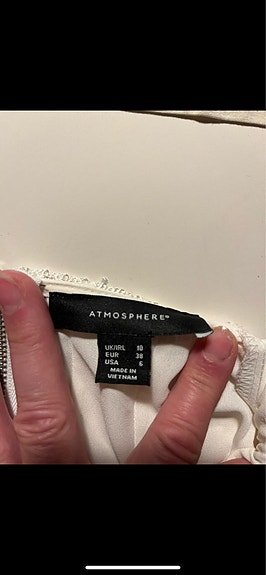 ATMOSPHERE®
UK/IRL 10
EUR 38
USA 6
MADE IN
VIETNAM